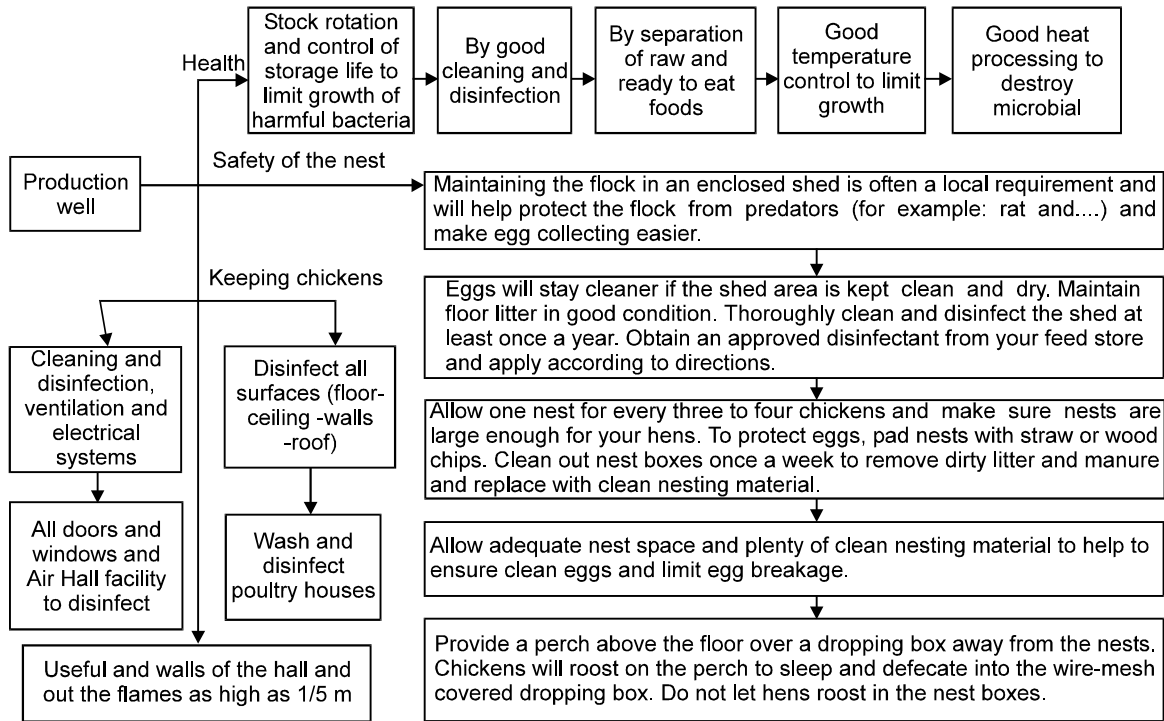 Health
Stock rotation
and control of
storage life to
limit growth of
harmful bacteria
By good
cleaning and
disinfection
By separation
of raw and
ready to eat
foods
Good
temperature
control to limit
growth
Good heat
processing to
destroy
microbial
Production
well
Safety of the nest
Maintaining the flock in an enclosed shed is often a local requirement and
will help protect the flock from predators (for example: rat and....) and
make egg collecting easier.
Eggs will stay cleaner if the shed area is kept clean and dry. Maintain
floor litter in good condition. Thoroughly clean and disinfect the shed at
least once a year. Obtain an approved disinfectant from your feed store
and apply according to directions.
Allow one nest for every three to four chickens and make sure nests are
large enough for your hens. To protect eggs, pad nests with straw or wood
chips. Clean out nest boxes once a week to remove dirty litter and manure
and replace with clean nesting material.
Allow adequate nest space and plenty of clean nesting material to help to
ensure clean eggs and limit egg breakage.
Provide a perch above the floor over a dropping box away from the nests.
Chickens will roost on the perch to sleep and defecate into the wire-mesh
covered dropping box. Do not let hens roost in the nest boxes.
Keeping chickens
Cleaning and
disinfection,
ventilation and
electrical
systems
All doors and
windows and
Air Hall facility
to disinfect
Disinfect all
surfaces (floor-
ceiling -walls
-roof)
Wash and
disinfect
poultry houses
Useful and walls of the hall and
out the flames as high as 1/5 m